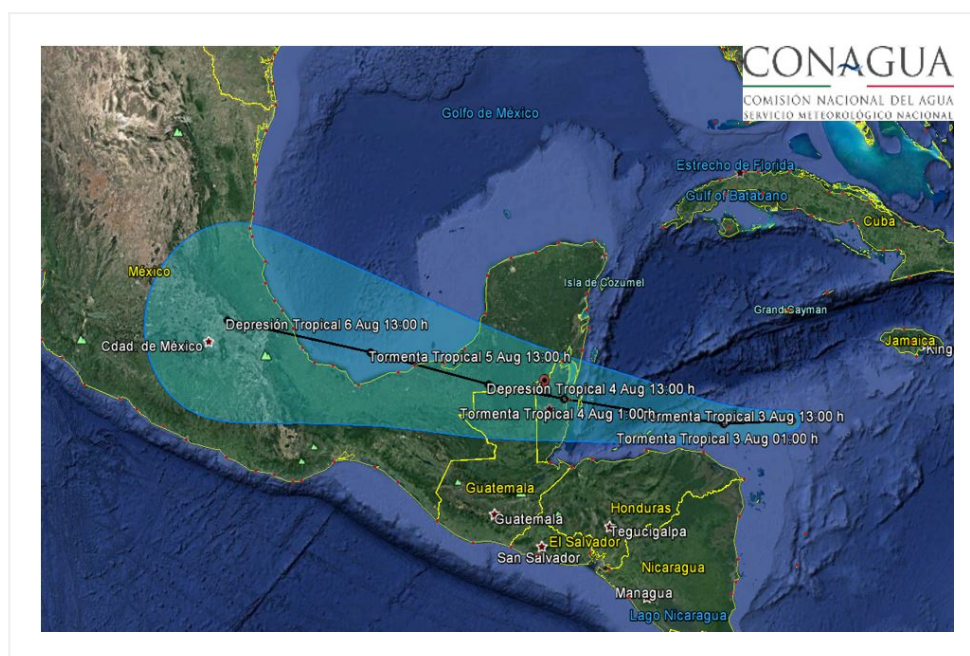 CONAGUA
COMISIÓN NACIONAL DEL AGUA
SERVICIO METEOROLÓGICO NACIONAL
Golfo de México
Estrecho de Florida
Gulf of Batabano
Cuba
México
Isla de Cozumel
Grand Cayman
Jamaica
King
Depresión Tropical 6 Aug 13:00 h
Cdad. de México
Tormenta Tropical 5 Aug 13:00 h
Depresión Tropical 4 Aug 13:00 h
Tormenta Tropical 4 Aug 1:00 h
Tormenta Tropical 3 Aug 13:00 h
Tormenta Tropical 3 Aug 01:00 h
Guatemala
Honduras
Guatemala
Tegucigalpa
El Salvador
San Salvador
Nicaragua
Managua
Lago Nicaragua